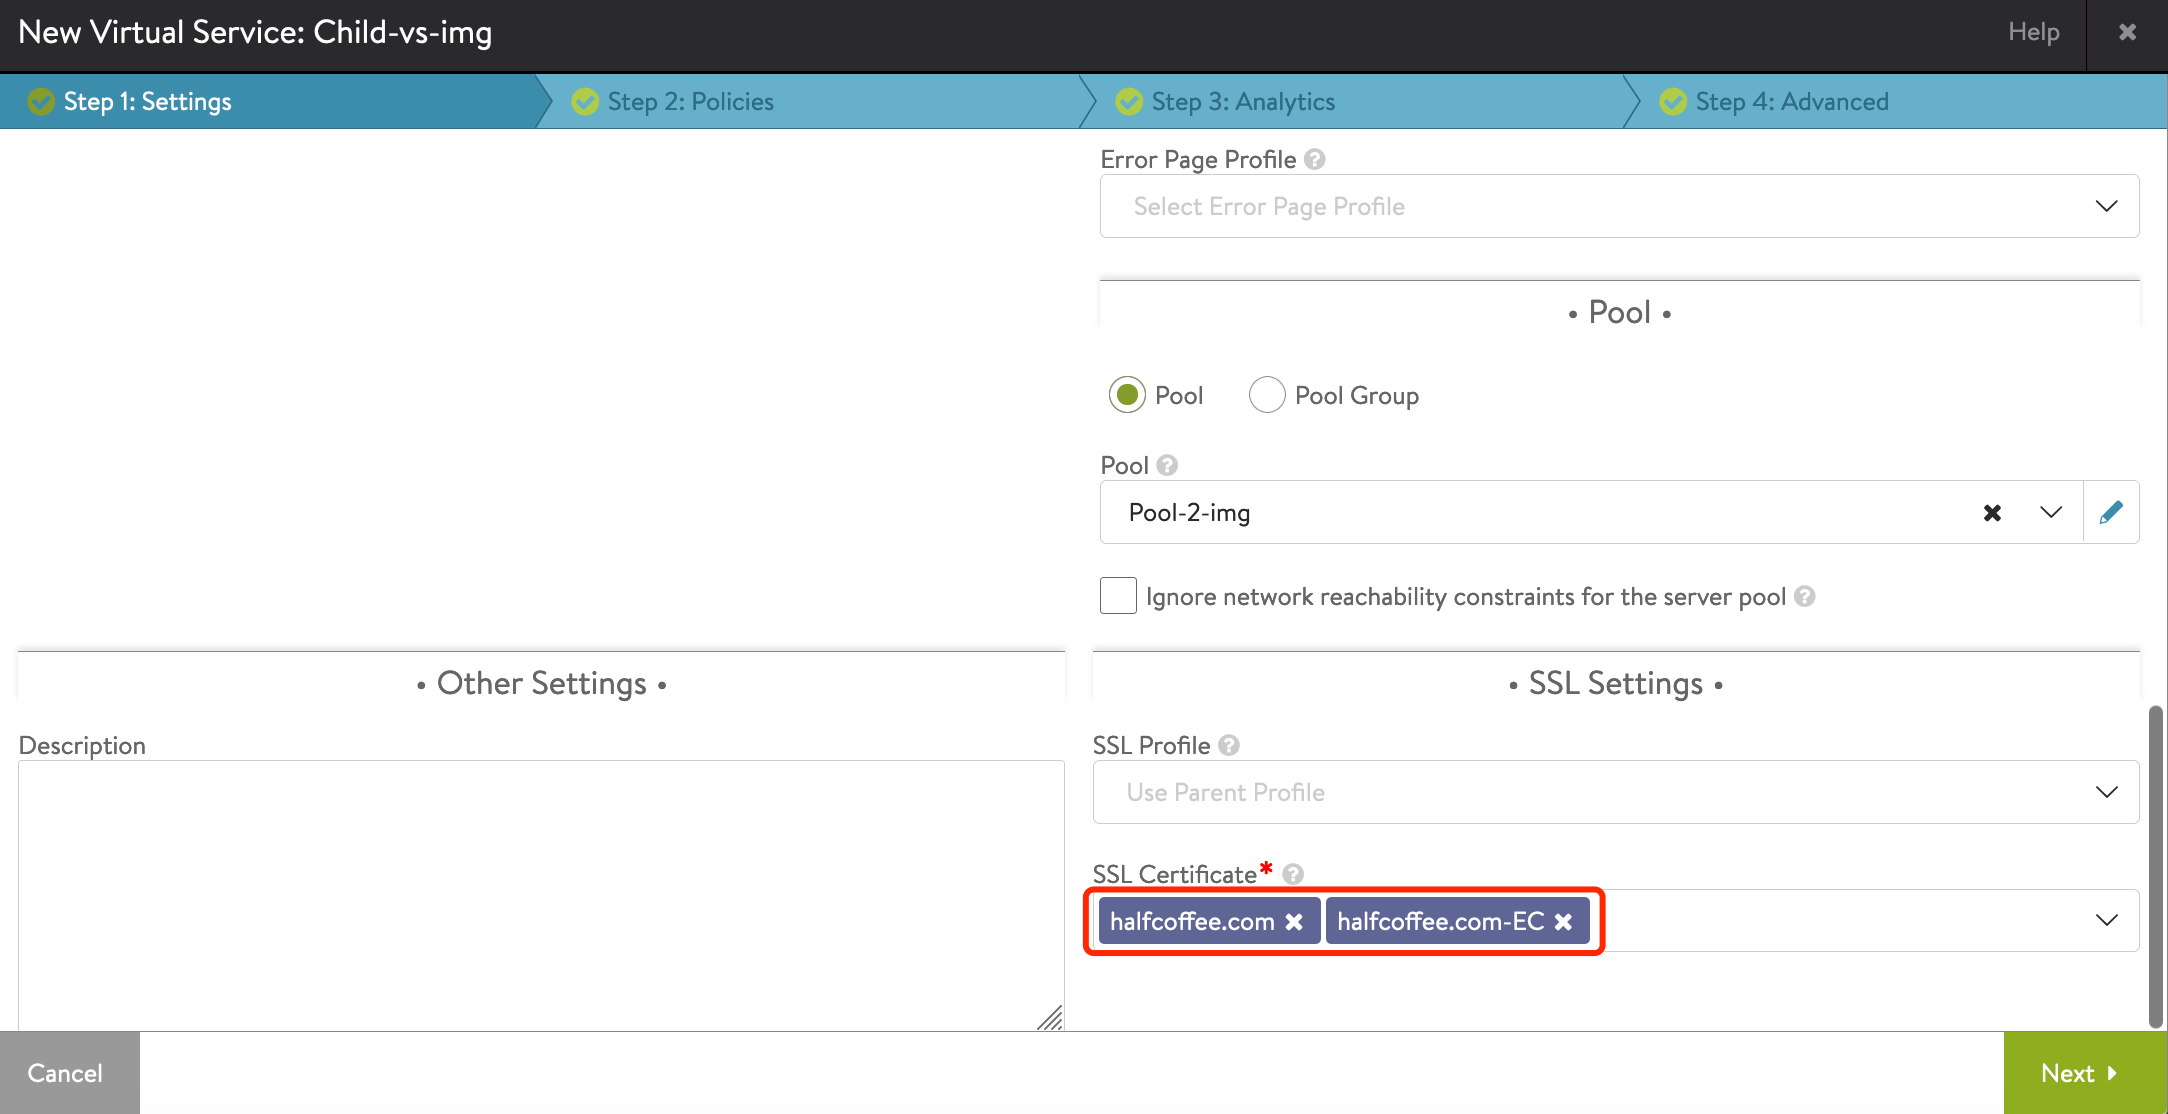 New Virtual Service: Child-vs-img
Help
Step 1: Settings
Step 2: Policies
Step 3: Analytics
Step 4: Advanced
Error Page Profile
Select Error Page Profile
• Pool •
Pool
Pool Group
Pool
Pool-2-img
Ignore network reachability constraints for the server pool
• Other Settings •
• SSL Settings •
Description
SSL Profile
Use Parent Profile
SSL Certificate*
halfcoffee.com
halfcoffee.com-EC
Cancel
Next